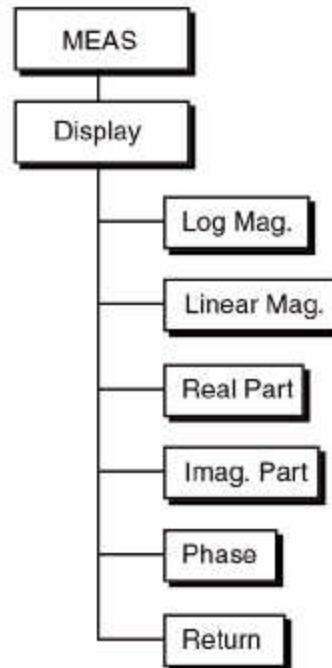 MEAS
Display
Log Mag.
Linear Mag.
Real Part
Imag. Part
Phase
Return